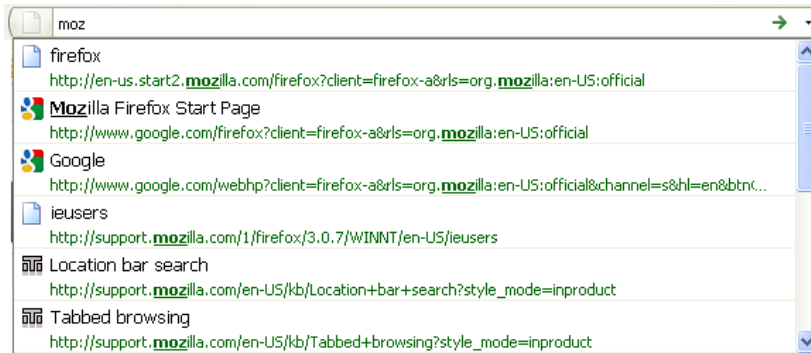 moz
firefox
http://en-us.start2.mozilla.com/firefox?client=firefox-a&rls=org.mozilla:en-US:official
Mozilla Firefox Start Page
http://www.google.com/firefox?client=firefox-a&rls=org.mozilla:en-US:official
Google
http://www.google.com/webhp?client=firefox-a&rls=org.mozilla:en-US:official&channel=s&hl=en&btn(...
ieusers
http://support.mozilla.com/1/firefox/3.0.7/WINNT/en-US/ieusers
Location bar search
http://support.mozilla.com/en-US/kb/Location+bar+search?style_mode=inproduct
Tabbed browsing
http://support.mozilla.com/en-US/kb/Tabbed+browsing?style_mode=inproduct